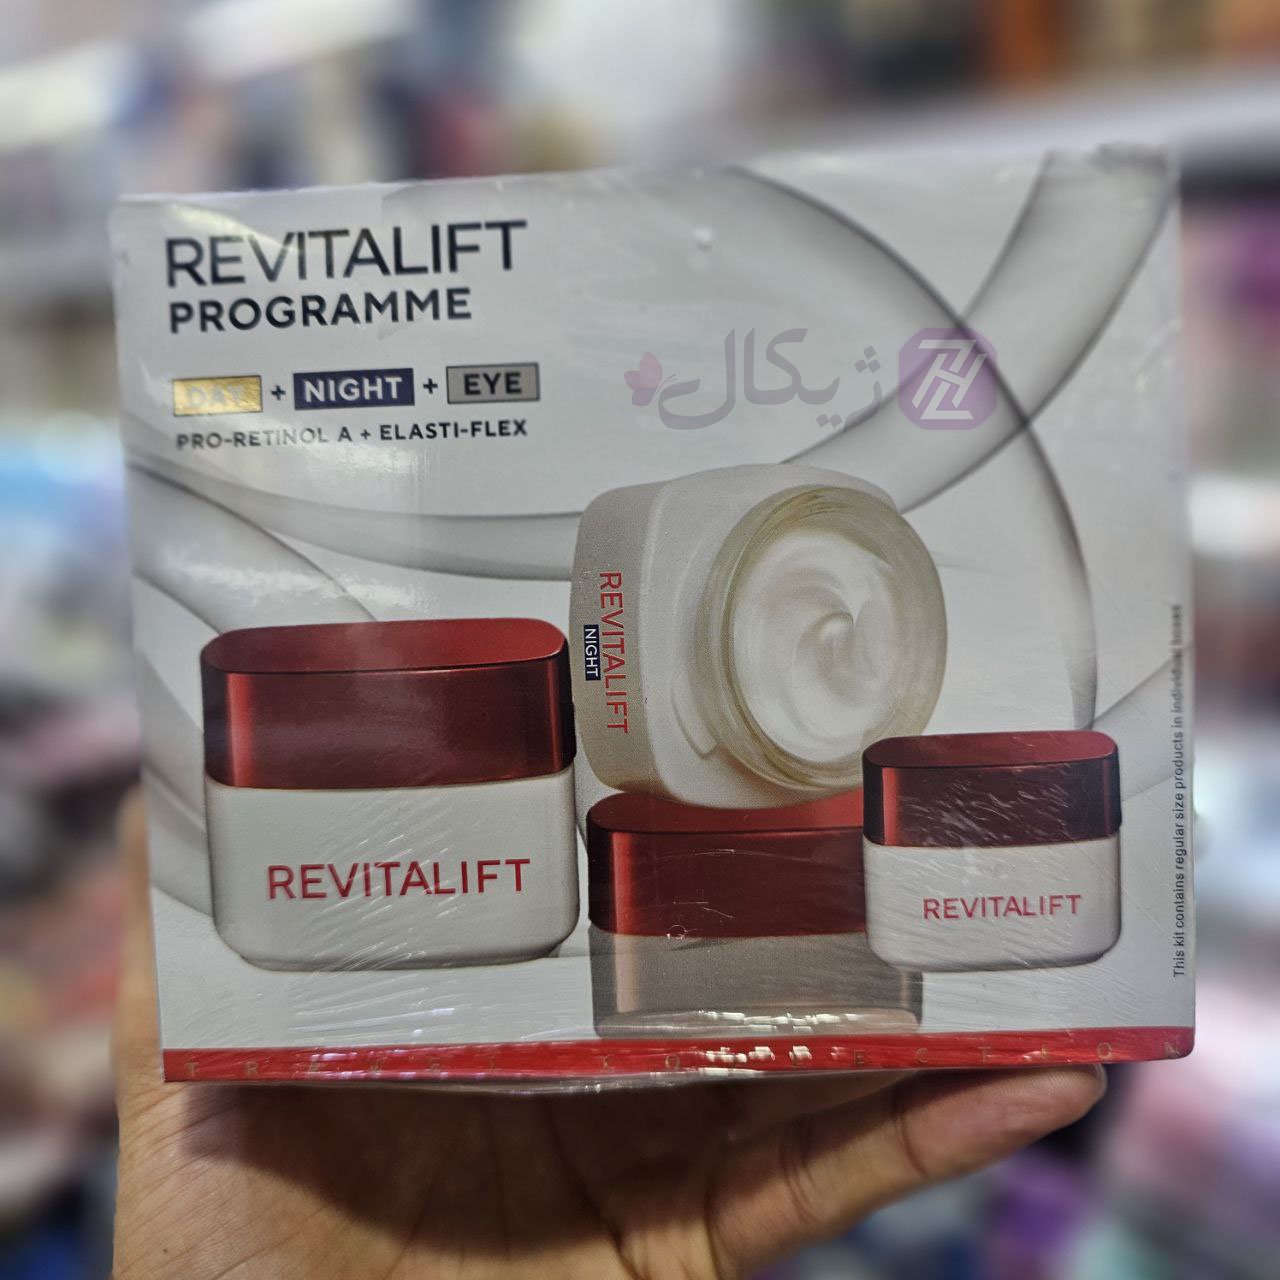 REVITALIFT
PROGRAMME
DAY + NIGHT + EYE
PRO-RETINOL A + ELASTI-FLEX
ژیکال
REVITALIFT
NIGHT
REVITALIFT
REVITALIFT
This kit contains regular size products in individual boxes
TRAVEL COLLECTION